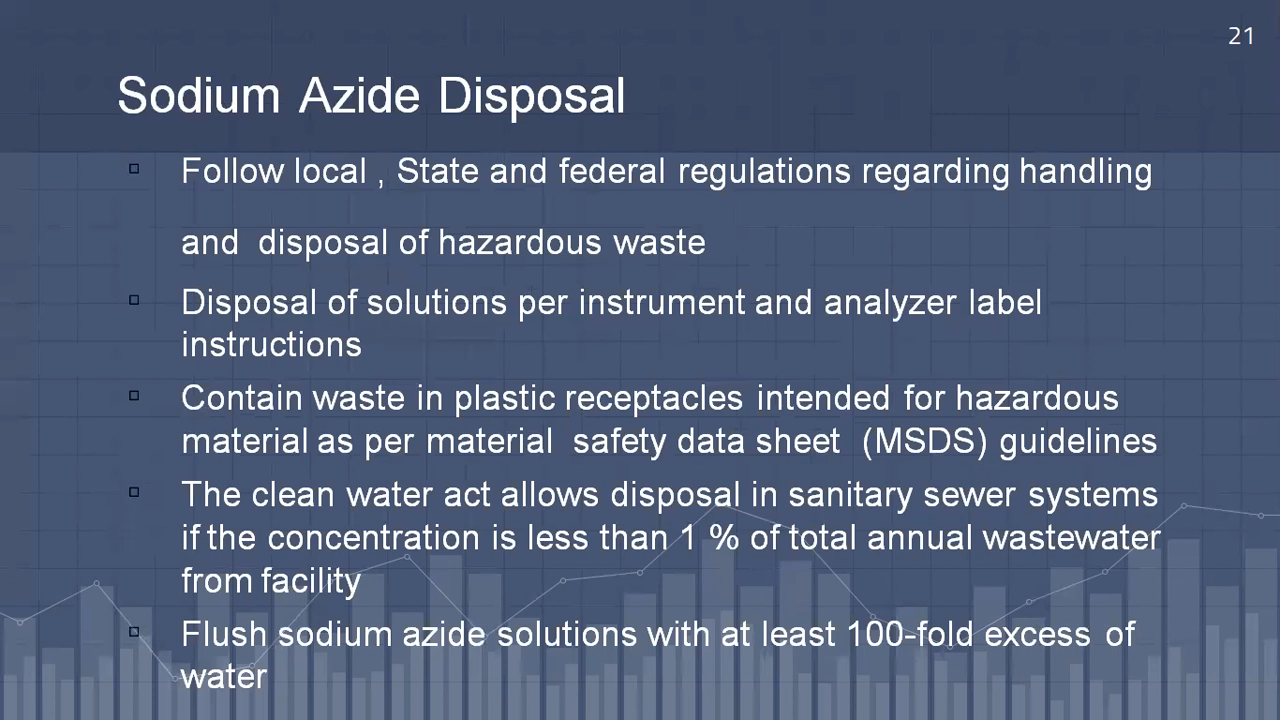 21
Sodium Azide Disposal
Follow local , State and federal regulations regarding handling
and disposal of hazardous waste
Disposal of solutions per instrument and analyzer label
instructions
Contain waste in plastic receptacles intended for hazardous
material as per material safety data sheet (MSDS) guidelines
The clean water act allows disposal in sanitary sewer systems
if the concentration is less than 1 % of total annual wastewater
from facility
Flush sodium azide solutions with at least 100-fold excess of
water